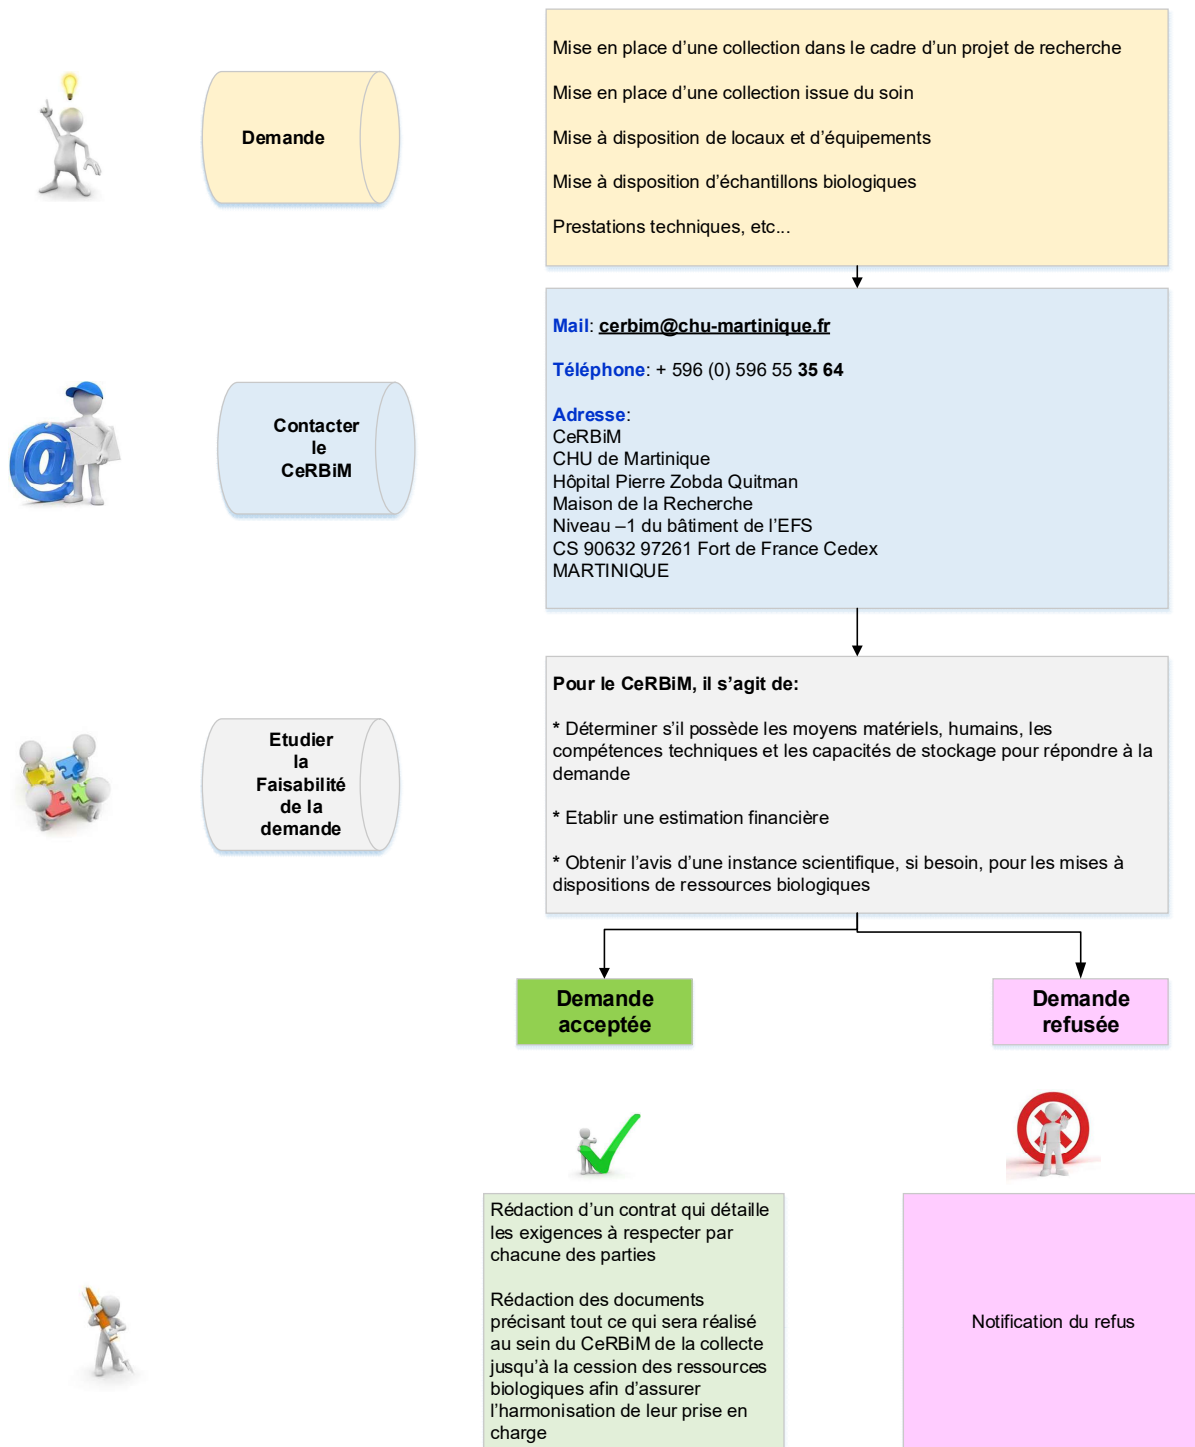 Demande
Mise en place d’une collection dans le cadre d’un projet de recherche
Mise en place d’une collection issue du soin
Mise à disposition de locaux et d’équipements
Mise à disposition d’échantillons biologiques
Prestations techniques, etc...
Contacter
le
CeRBiM
Mail: cerbim@chu-martinique.fr
Téléphone: + 596 (0) 596 55 35 64
Adresse:
CeRBiM
CHU de Martinique
Hôpital Pierre Zobda Quitman
Maison de la Recherche
Niveau –1 du bâtiment de l’EFS
CS 90632 97261 Fort de France Cedex
MARTINIQUE
Etudier
la
Faisabilité
de la
demande
Pour le CeRBiM, il s’agit de:
* Déterminer s’il possède les moyens matériels, humains, les
compétences techniques et les capacités de stockage pour répondre à la
demande
* Etablir une estimation financière
* Obtenir l’avis d’une instance scientifique, si besoin, pour les mises à
dispositions de ressources biologiques
Demande
acceptée
Demande
refusée
Rédaction d’un contrat qui détaille
les exigences à respecter par
chacune des parties
Rédaction des documents
précisant tout ce qui sera réalisé
au sein du CeRBiM de la collecte
jusqu’à la cession des ressources
biologiques afin d’assurer
l’harmonisation de leur prise en
charge
Notification du refus